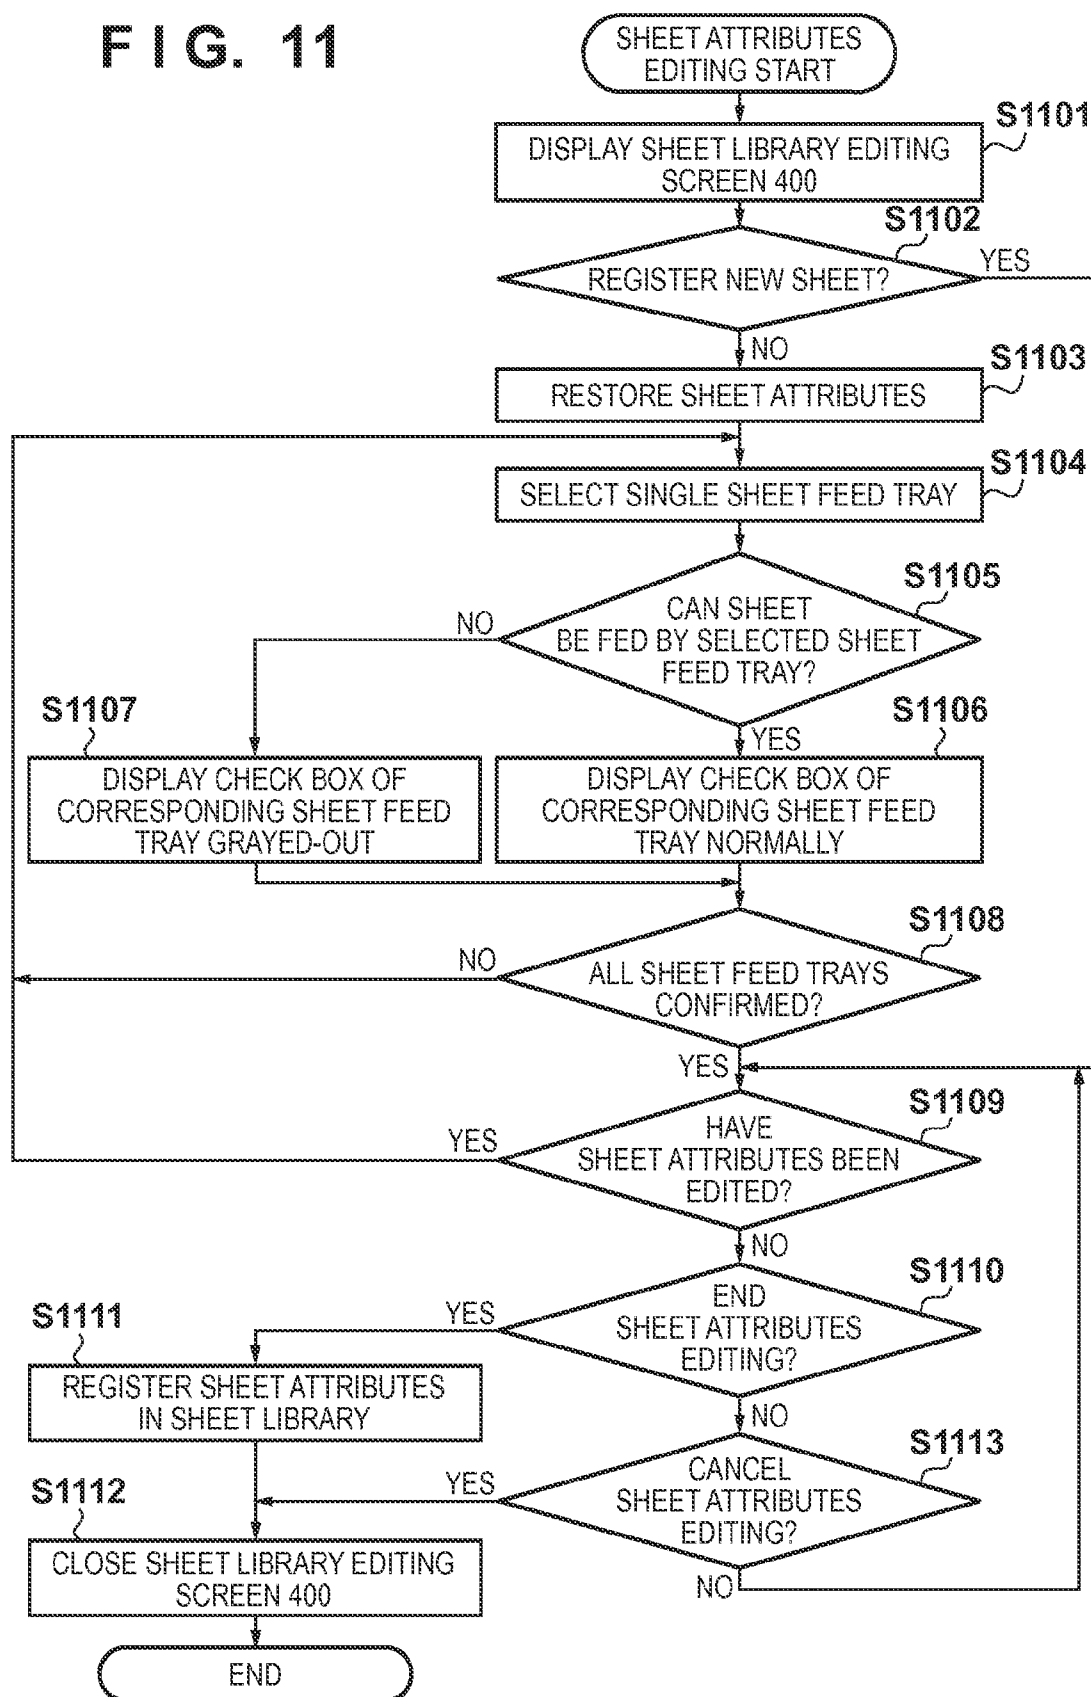 FIG. 11
SHEET ATTRIBUTES
EDITING START
S1101
DISPLAY SHEET LIBRARY EDITING
SCREEN 400
S1102
REGISTER NEW SHEET?
YES
NO
S1103
RESTORE SHEET ATTRIBUTES
S1104
SELECT SINGLE SHEET FEED TRAY
S1105
CAN SHEET
BE FED BY SELECTED SHEET
FEED TRAY?
NO
YES
S1107
DISPLAY CHECK BOX OF
CORRESPONDING SHEET FEED
TRAY GRAYED-OUT
S1106
DISPLAY CHECK BOX OF
CORRESPONDING SHEET FEED
TRAY NORMALLY
S1108
ALL SHEET FEED TRAYS
CONFIRMED?
NO
YES
S1109
HAVE
SHEET ATTRIBUTES BEEN
EDITED?
YES
NO
S1110
END
SHEET ATTRIBUTES
EDITING?
YES
NO
S1111
REGISTER SHEET ATTRIBUTES
IN SHEET LIBRARY
S1113
CANCEL
SHEET ATTRIBUTES
EDITING?
YES
NO
S1112
CLOSE SHEET LIBRARY EDITING
SCREEN 400
END